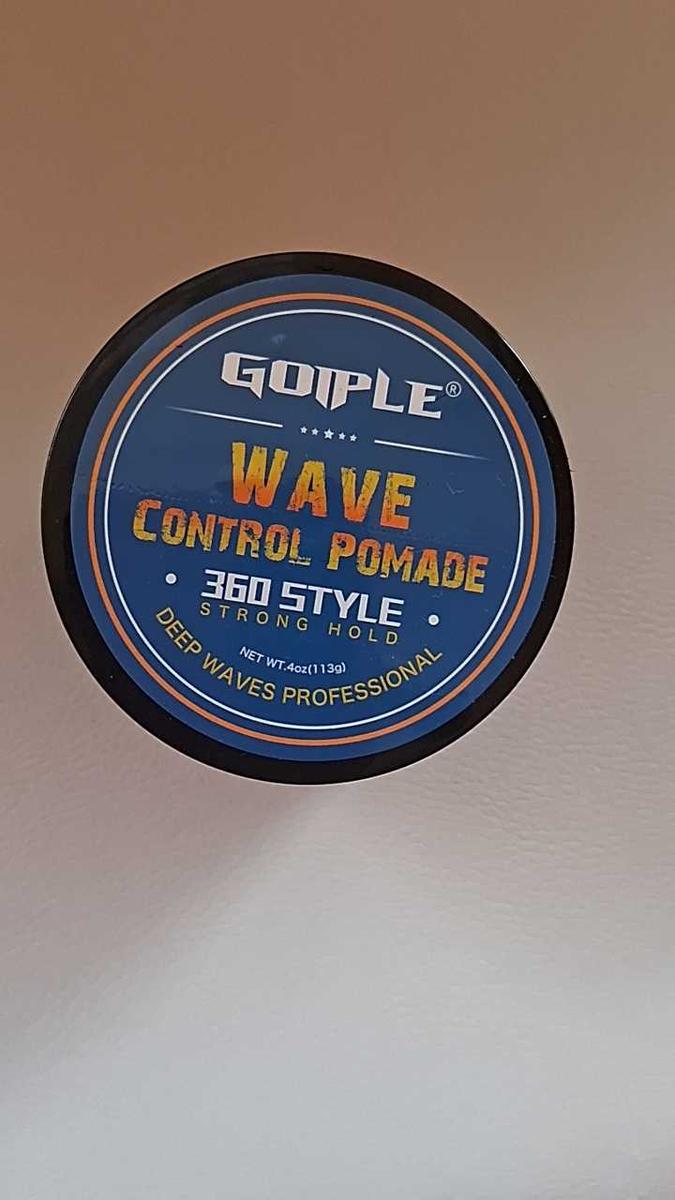 GOIPLE®
WAVE
CONTROL POMADE
360 STYLE
STRONG HOLD
NET WT.4oz(113g)
DEEP WAVES PROFESSIONAL